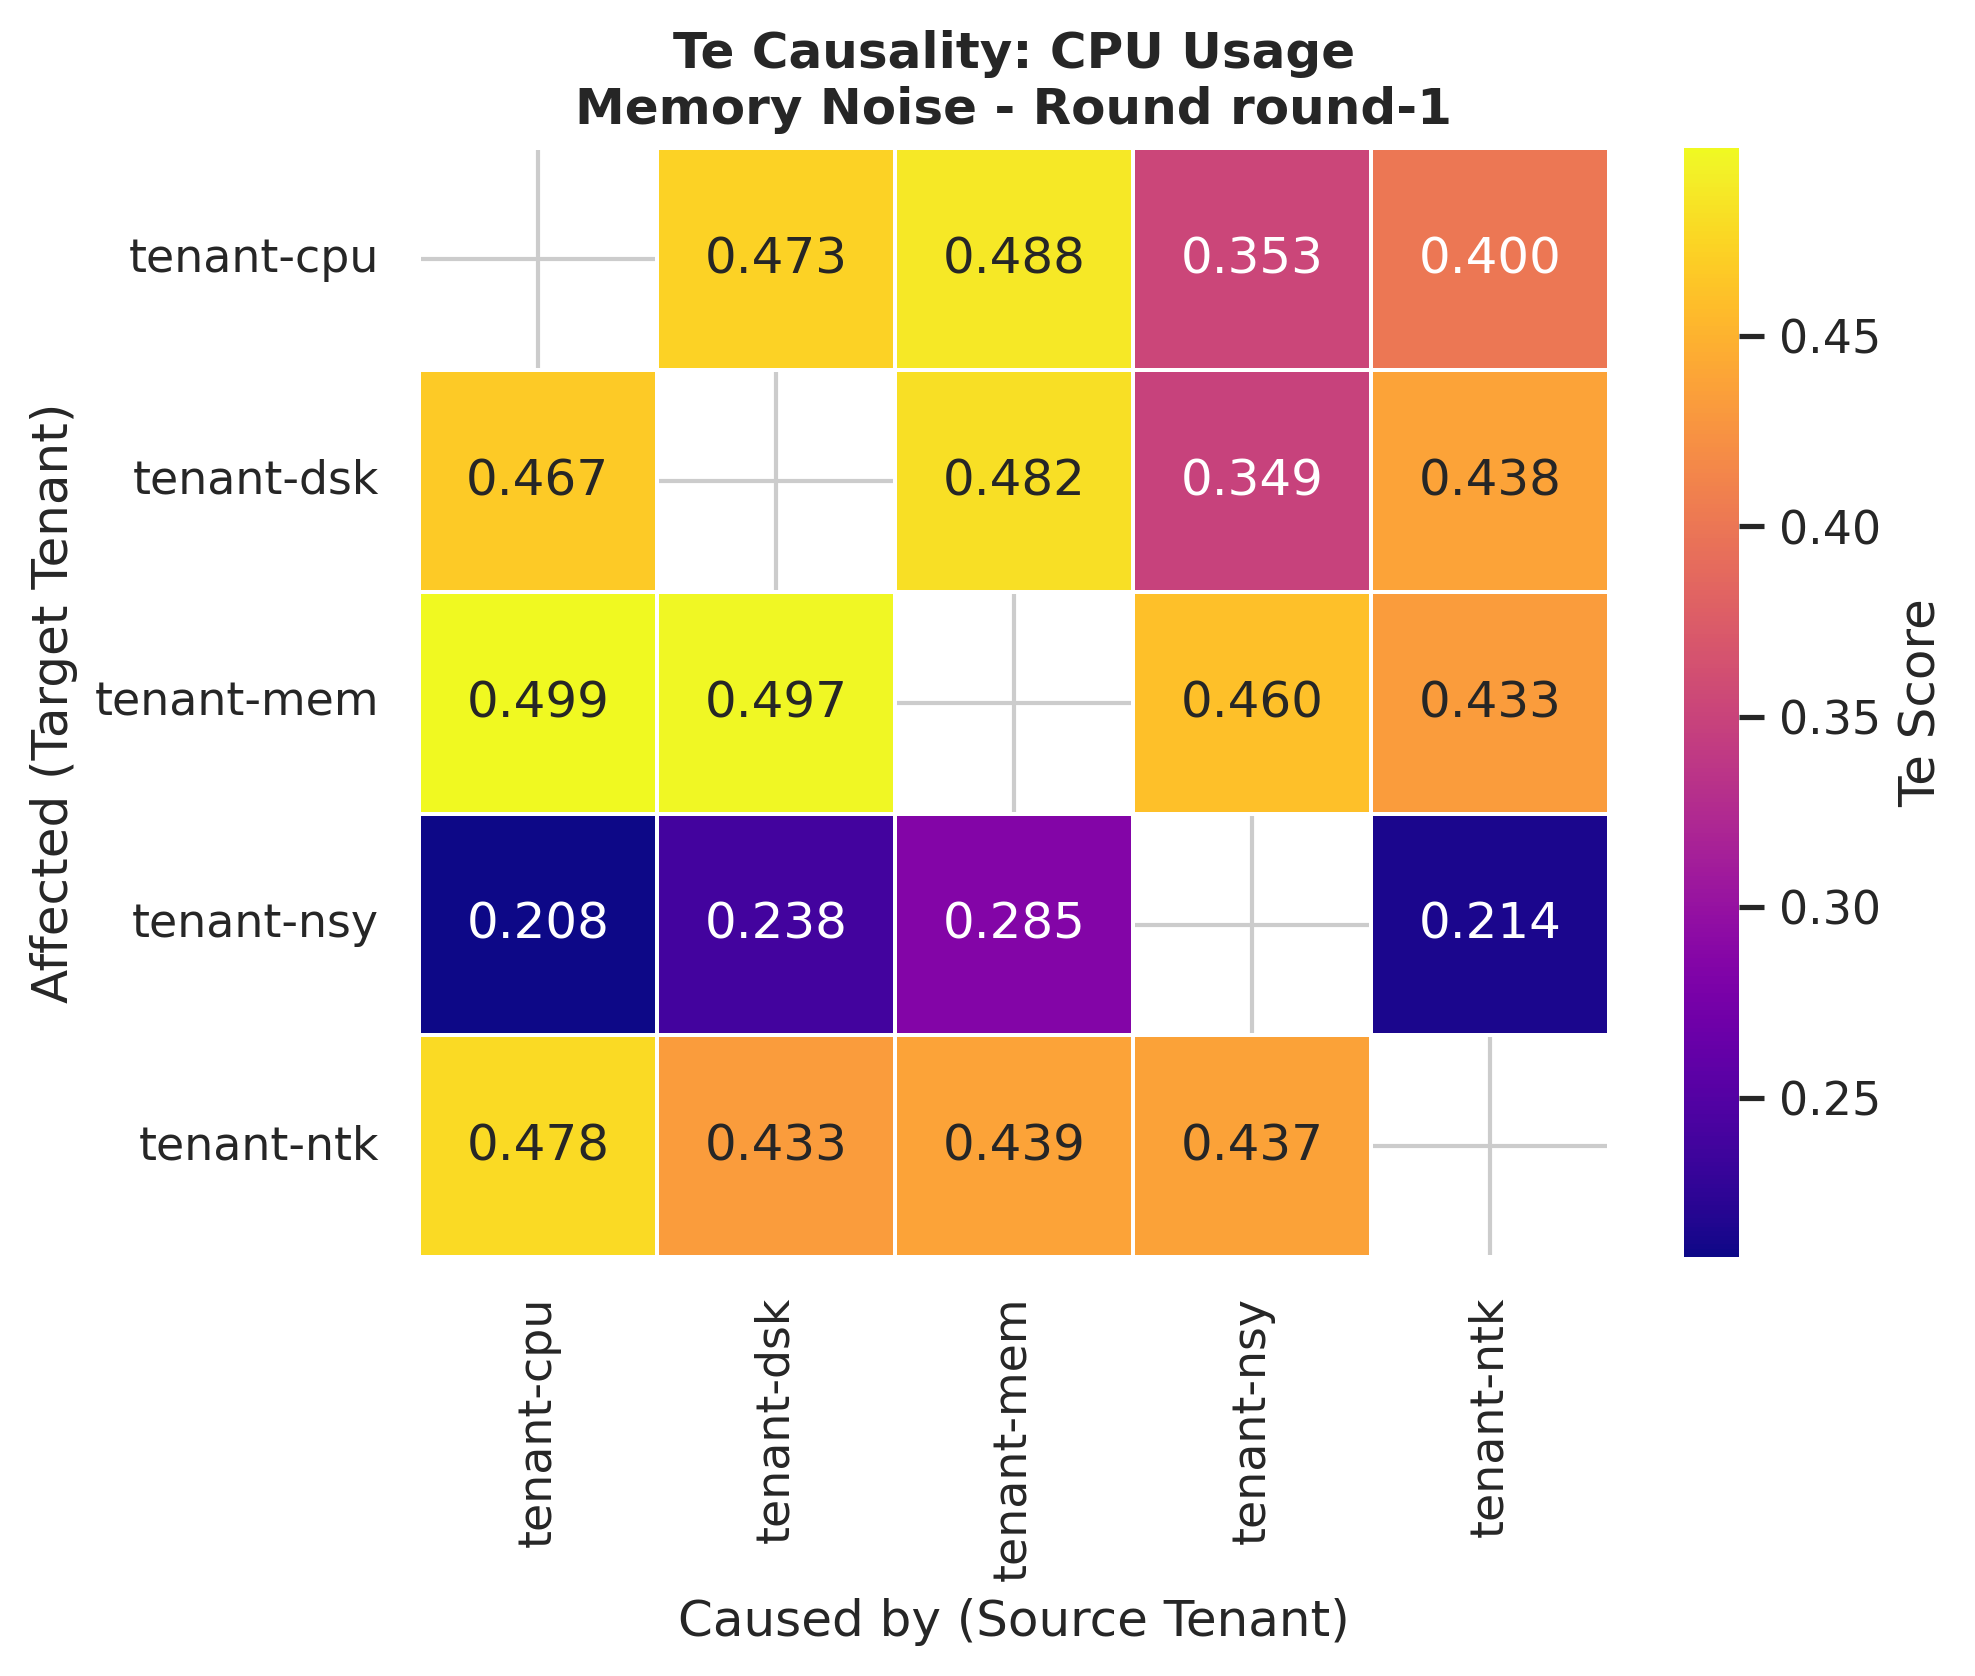 Te Causality: CPU Usage
Memory Noise - Round round-1
Affected (Target Tenant)
tenant-cpu 0.473 0.488 0.353 0.400
tenant-dsk 0.467 0.482 0.349 0.438
tenant-mem 0.499 0.497 0.460 0.433
tenant-nsy 0.208 0.238 0.285 0.214
tenant-ntk 0.478 0.433 0.439 0.437
tenant-cpu
tenant-dsk
tenant-mem
tenant-nsy
tenant-ntk
Caused by (Source Tenant)
0.45
0.40
0.35
0.30
0.25
Te Score